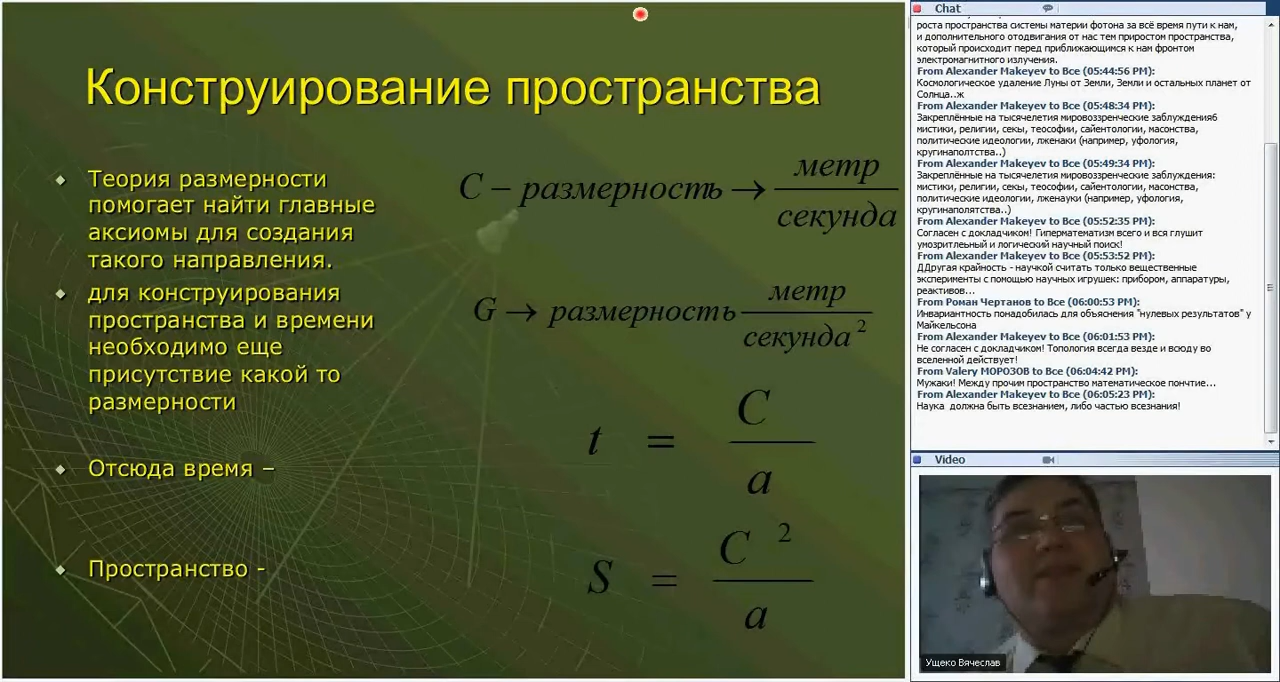 Конструирование пространства
Теория размерности
помогает найти главные
аксиомы для создания
такого направления.
для конструирования
пространства и времени
необходимо еще
присутствие какой то
размерности
Отсюда время –
Пространство -
C – размерность → метр / секунда
G → размерность метр / секунда²
t = C / a
S = C² / a
Chat
роста пространства системы материи фотона за всё время пути к нам,
и дополнительного отодвигания от нас тем приростом пространства,
который происходит перед приближающимся к нам фронтом
электромагнитного излучения.
From Alexander Makeyev to Все (05:44:56 PM):
Космологическое удаление Луны от Земли, Земли и остальных планет от
Солнца..ж
From Alexander Makeyev to Все (05:48:34 PM):
Закреплённые на тысячелетия мировоззренческие заблуждения6
мистики, религии, секы, теософии, сайентологии, масонства,
политические идеологии, лженаки (например, уфология,
кругинаполтства..)
From Alexander Makeyev to Все (05:49:34 PM):
Закреплённые на тысячелетия мировоззренческие заблуждения:
мистики, религии, секы, теософии, сайентологии, масонства,
политические идеологии, лженауки (например, уфология,
кругинаполятства..)
From Alexander Makeyev to Все (05:52:35 PM):
Согласен с докладчиком! Гиперматематизм всего и вся глушит
умозритлеьный и логический научный поиск!
From Alexander Makeyev to Все (05:53:52 PM):
ДДругая крайность - научкой считать только вещественные
эксперименты с помощью научных игрушек: прибором, аппаратуры,
реактивов...
From Роман Чертанов to Все (06:00:53 PM):
Инвариантность понадобилась для объяснения "нулевых результатов" у
Майкельсона
From Alexander Makeyev to Все (06:01:53 PM):
Не согласен с докладчиком! Топология всегда везде и всюду во
вселенной действует!
From Valery МОРОЗОВ to Все (06:04:42 PM):
Мужаки! Между прочим пространство математическое пончтие...
From Alexander Makeyev to Все (06:05:23 PM):
Наука должна быть всезнанием, либо частью всезнания!
Video
Ущеко Вячеслав